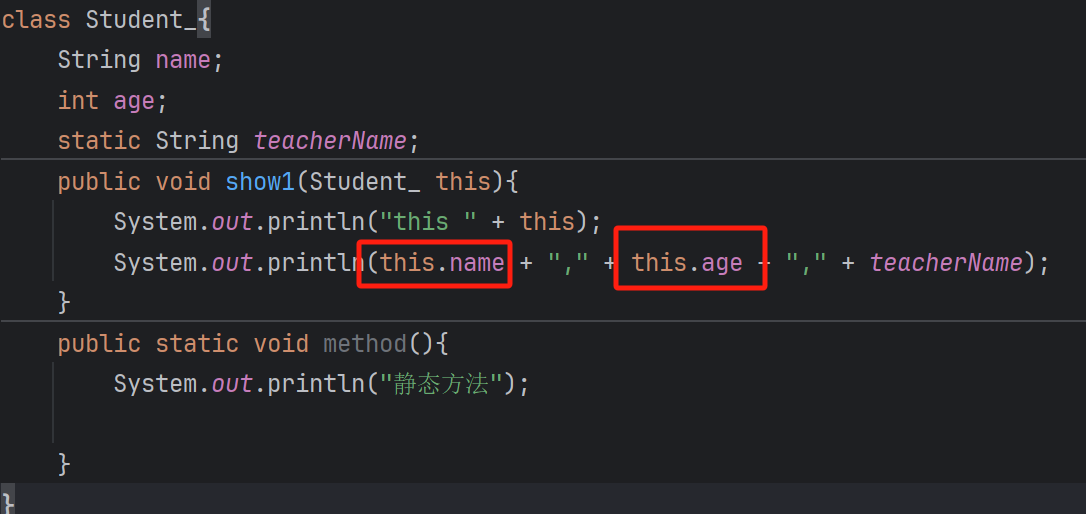 class Student_{
    String name;
    int age;
    static String teacherName;
    public void show1(Student_ this){
        System.out.println("this " + this);
        System.out.println(this.name + "," + this.age + "," + teacherName);
    }
    public static void method(){
        System.out.println("静态方法");
    }
}